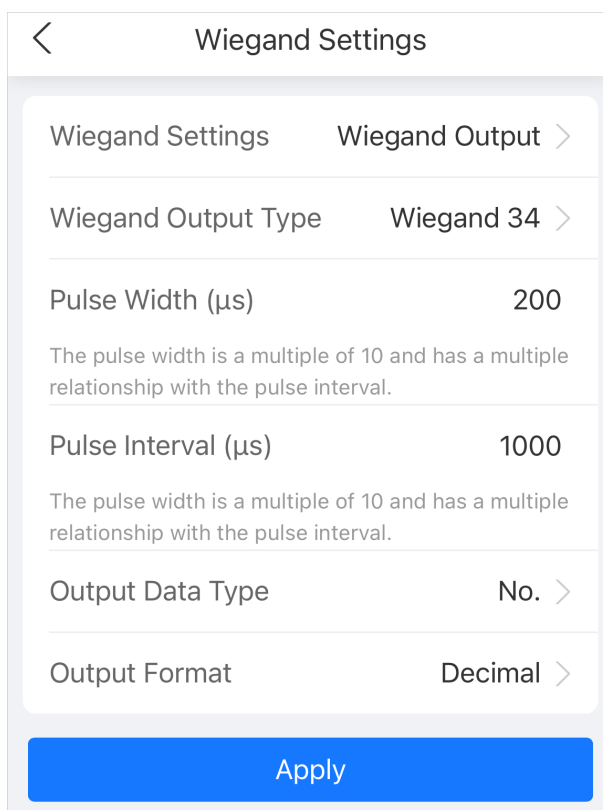 Wiegand Settings
Wiegand Settings Wiegand Output
Wiegand Output Type Wiegand 34
Pulse Width (μs) 200
The pulse width is a multiple of 10 and has a multiple
relationship with the pulse interval.
Pulse Interval (μs) 1000
The pulse width is a multiple of 10 and has a multiple
relationship with the pulse interval.
Output Data Type No.
Output Format Decimal
Apply